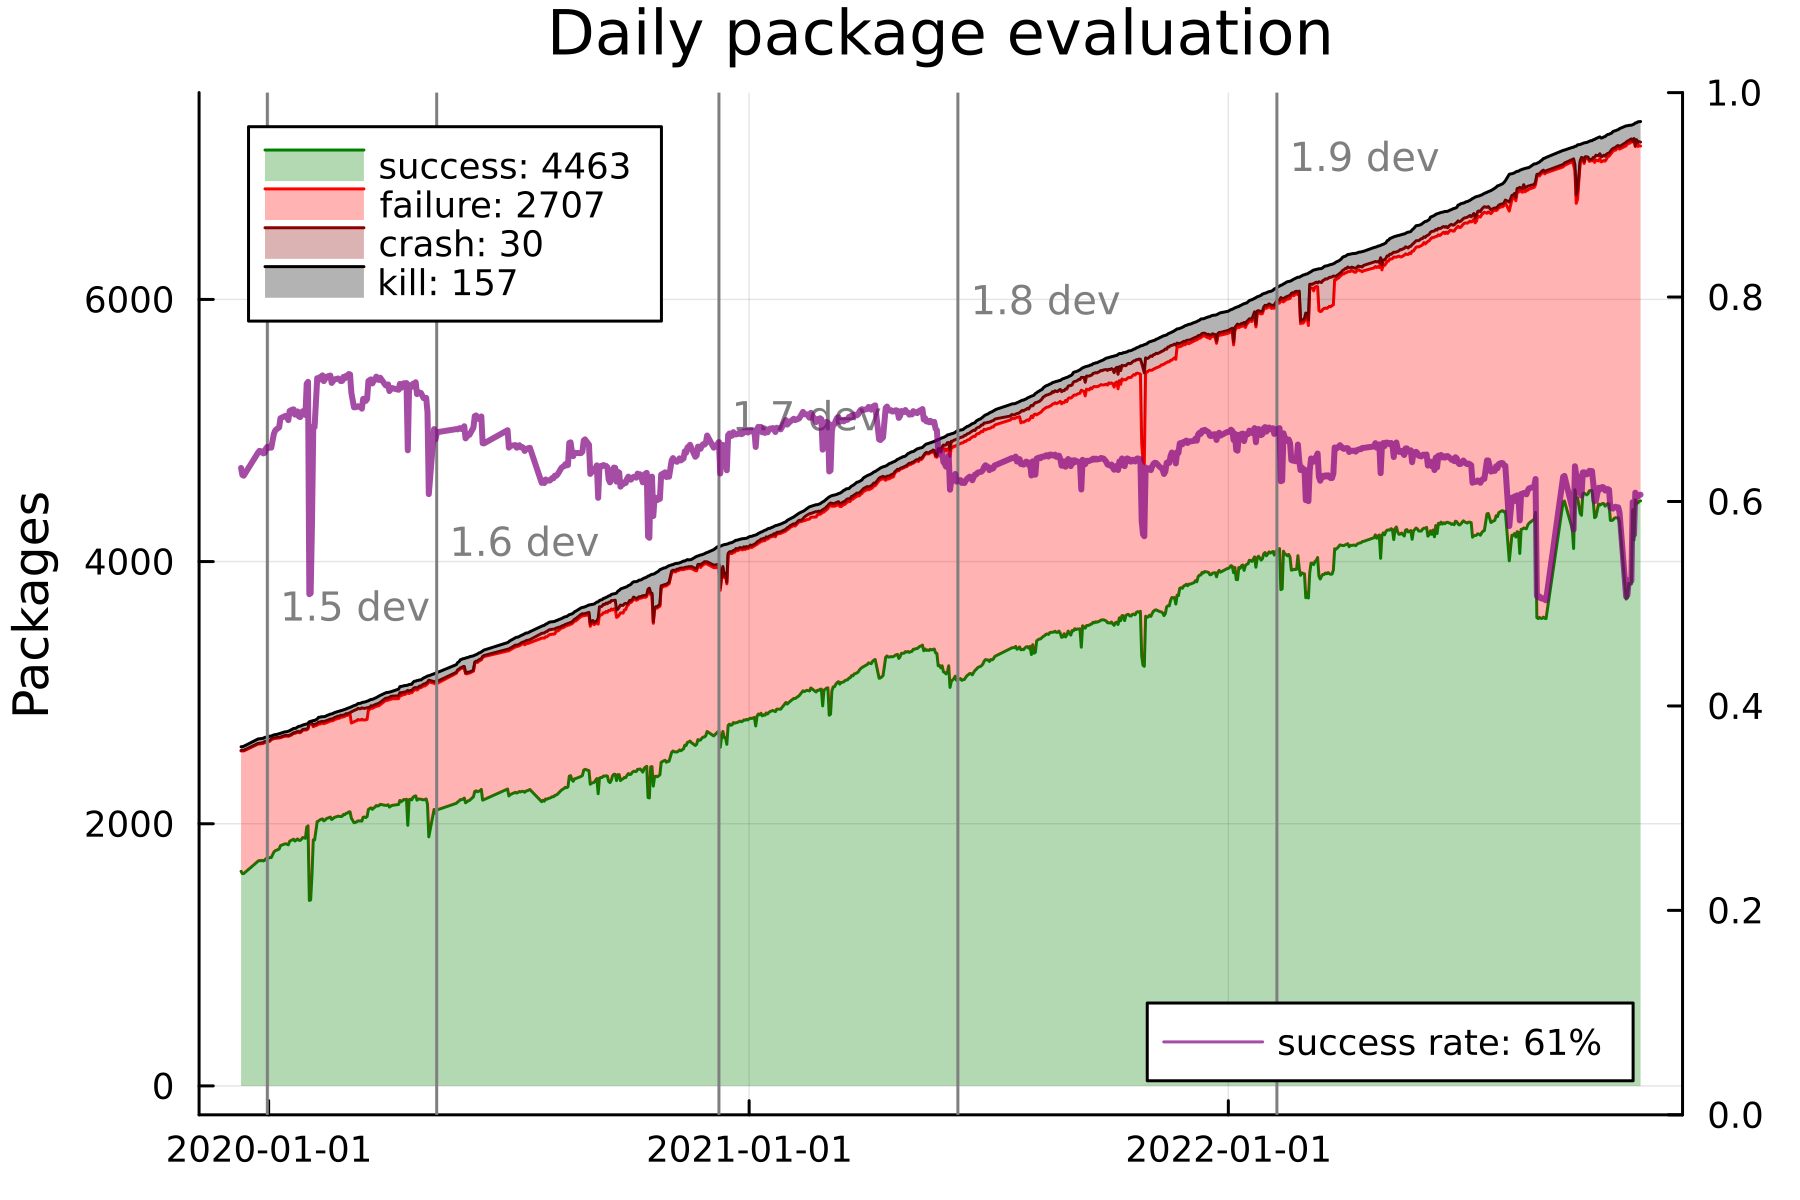 Daily package evaluation
success: 4463
failure: 2707
crash: 30
kill: 157
1.9 dev
1.8 dev
1.7 dev
1.6 dev
1.5 dev
Packages
6000
4000
2000
0
1.0
0.8
0.6
0.4
0.2
0.0
success rate: 61%
2020-01-01
2021-01-01
2022-01-01